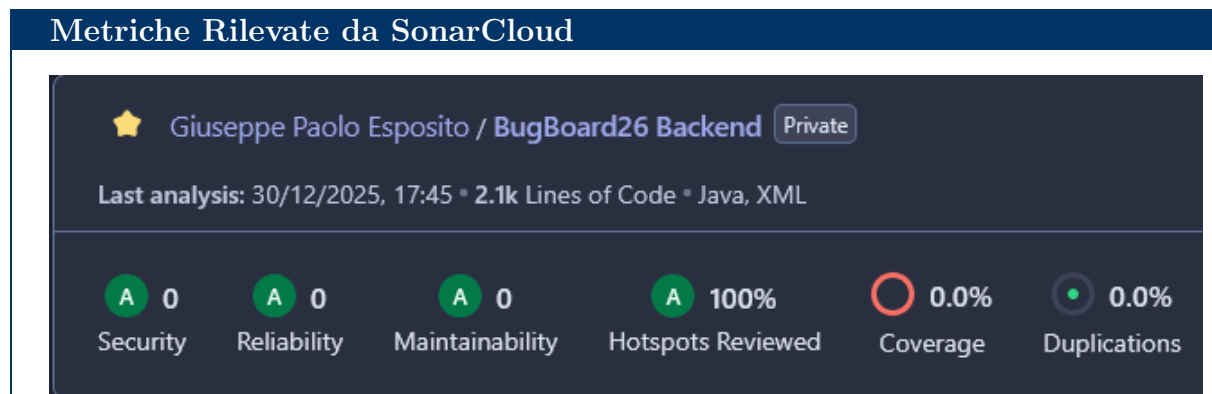 Metriche Rilevate da SonarCloud
Giuseppe Paolo Esposito / BugBoard26 Backend Private
Last analysis: 30/12/2025, 17:45 • 2.1k Lines of Code • Java, XML
A 0 A 0 A 0 A 100% 0.0% 0.0%
Security Reliability Maintainability Hotspots Reviewed Coverage Duplications